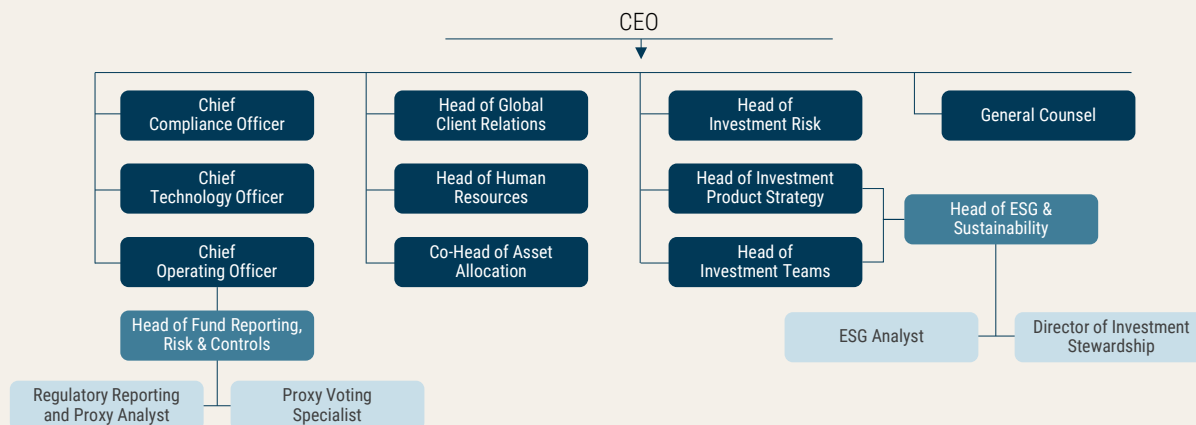 CEO
Chief
Compliance Officer
Head of Global
Client Relations
Head of
Investment Risk
General Counsel
Chief
Technology Officer
Head of Human
Resources
Head of Investment
Product Strategy
Head of ESG &
Sustainability
Chief
Operating Officer
Co-Head of Asset
Allocation
Head of
Investment Teams
Head of Fund Reporting,
Risk & Controls
ESG Analyst
Director of Investment
Stewardship
Regulatory Reporting
and Proxy Analyst
Proxy Voting
Specialist